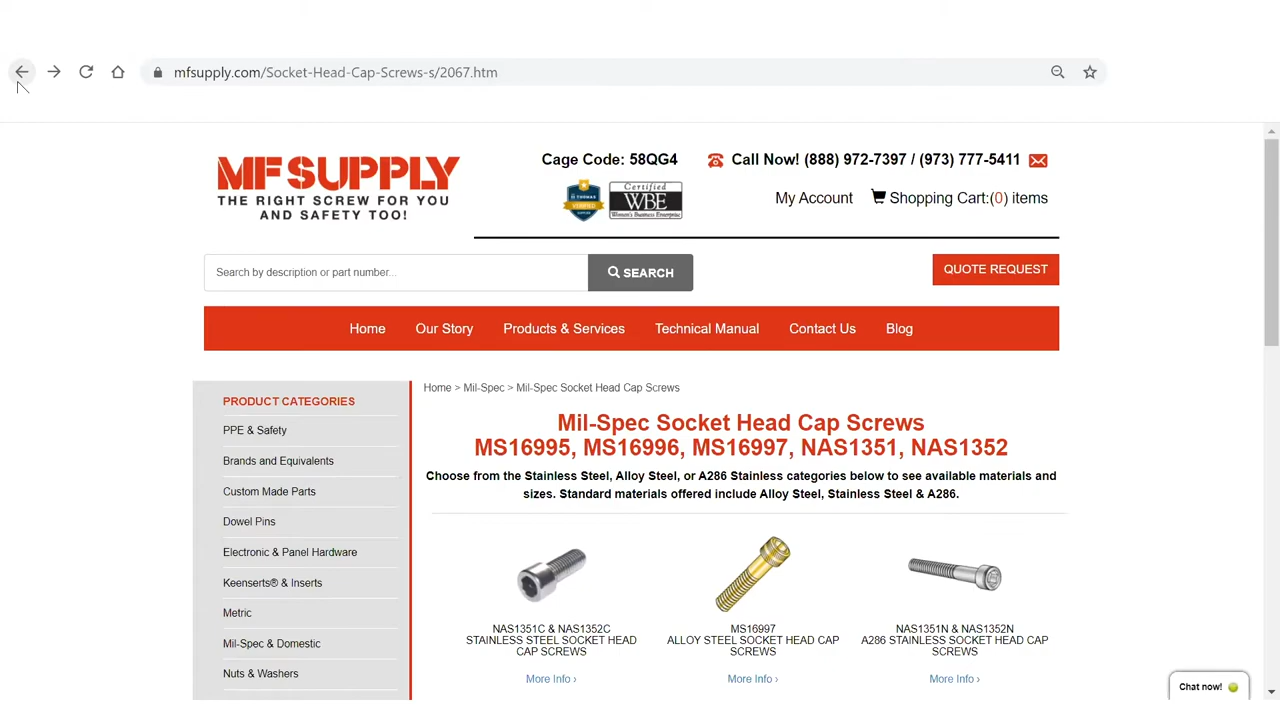 mfsupply.com/Socket-Head-Cap-Screws-s/2067.htm
MF SUPPLY
THE RIGHT SCREW FOR YOU
AND SAFETY TOO!
Cage Code: 58QG4
Call Now! (888) 972-7397 / (973) 777-5411
THOMAS
VERIFIED
SUPPLIER
Certified
WBE
Women's Business Enterprise
My Account
Shopping Cart:(0) items
Search by description or part number...
SEARCH
QUOTE REQUEST
Home
Our Story
Products & Services
Technical Manual
Contact Us
Blog
PRODUCT CATEGORIES
PPE & Safety
Brands and Equivalents
Custom Made Parts
Dowel Pins
Electronic & Panel Hardware
Keenserts® & Inserts
Metric
Mil-Spec & Domestic
Nuts & Washers
Home > Mil-Spec > Mil-Spec Socket Head Cap Screws
Mil-Spec Socket Head Cap Screws
MS16995, MS16996, MS16997, NAS1351, NAS1352
Choose from the Stainless Steel, Alloy Steel, or A286 Stainless categories below to see available materials and
sizes. Standard materials offered include Alloy Steel, Stainless Steel & A286.
NAS1351C & NAS1352C
STAINLESS STEEL SOCKET HEAD
CAP SCREWS
More Info ›
MS16997
ALLOY STEEL SOCKET HEAD CAP
SCREWS
More Info ›
NAS1351N & NAS1352N
A286 STAINLESS SOCKET HEAD CAP
SCREWS
More Info ›
Chat now!